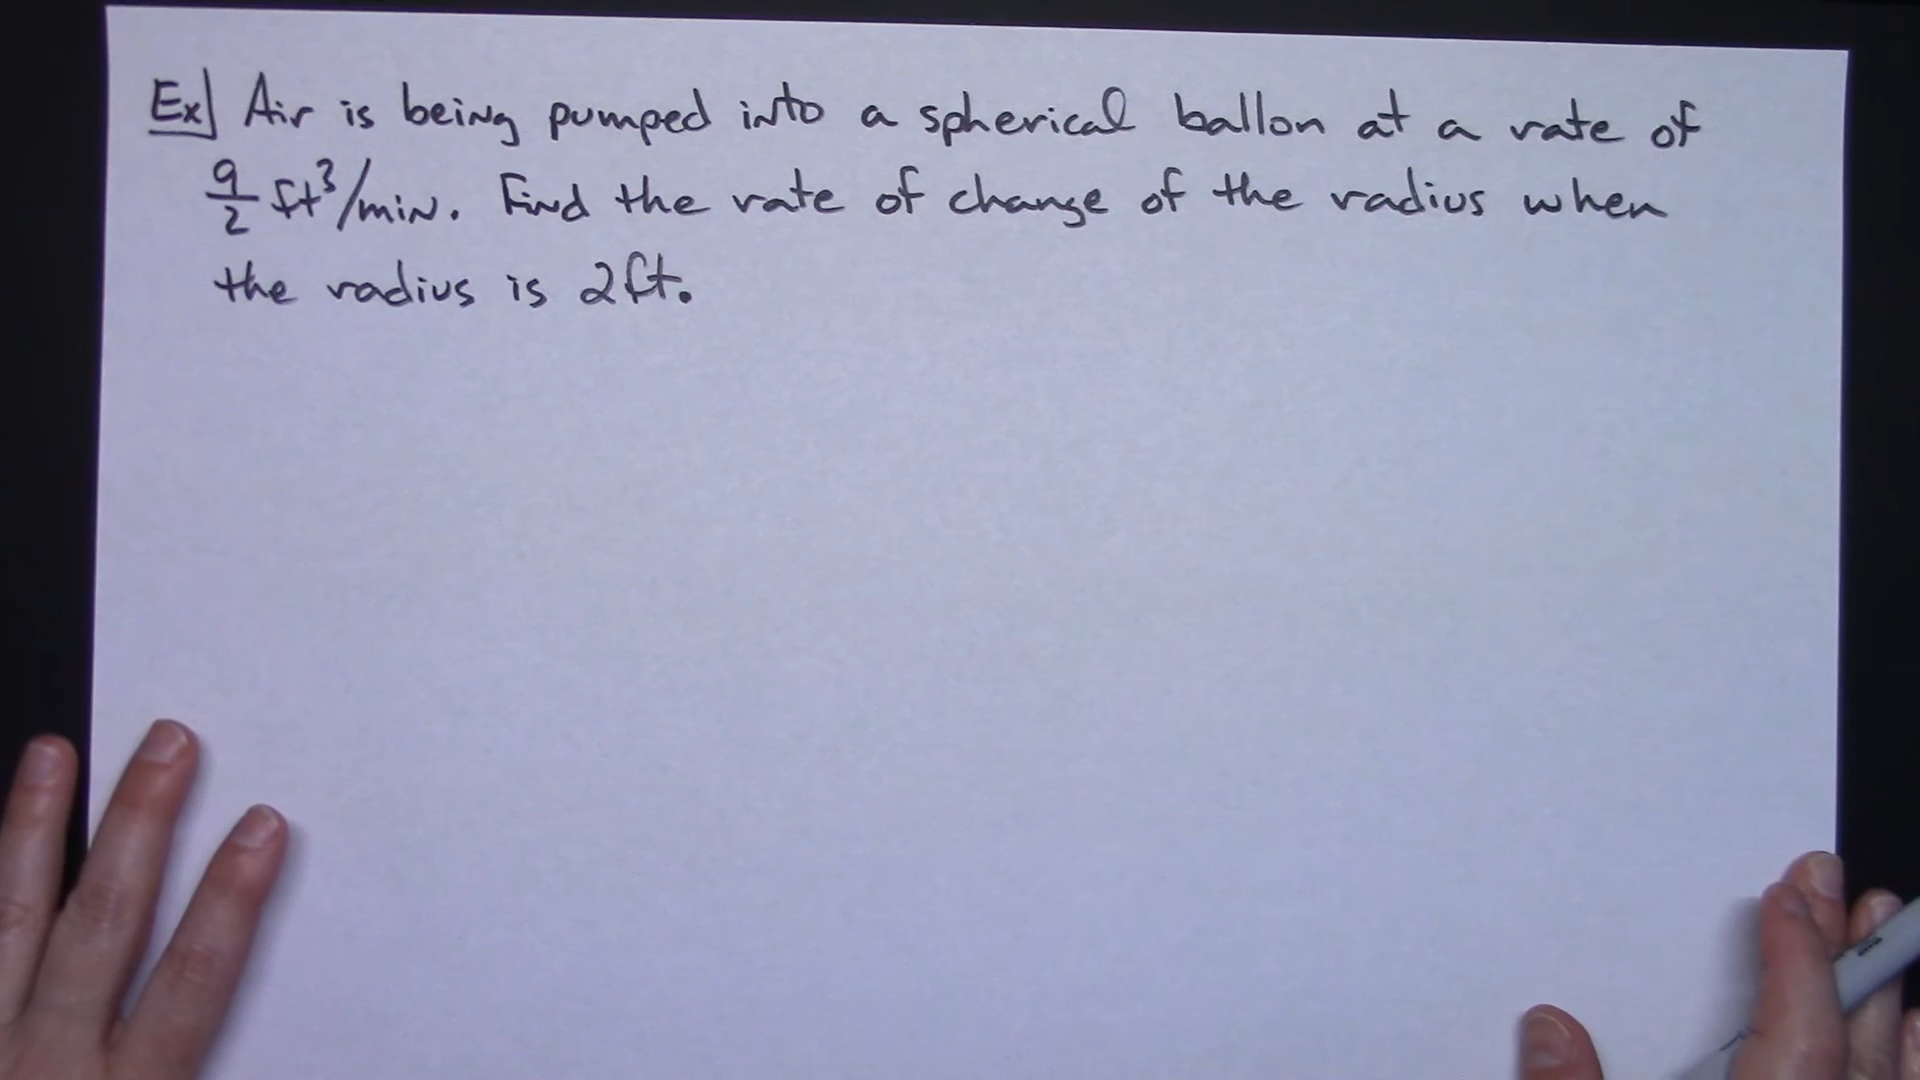 Ex] Air is being pumped into a spherical ballon at a rate of
9/2 ft³/min. Find the rate of change of the radius when
the radius is 2ft.